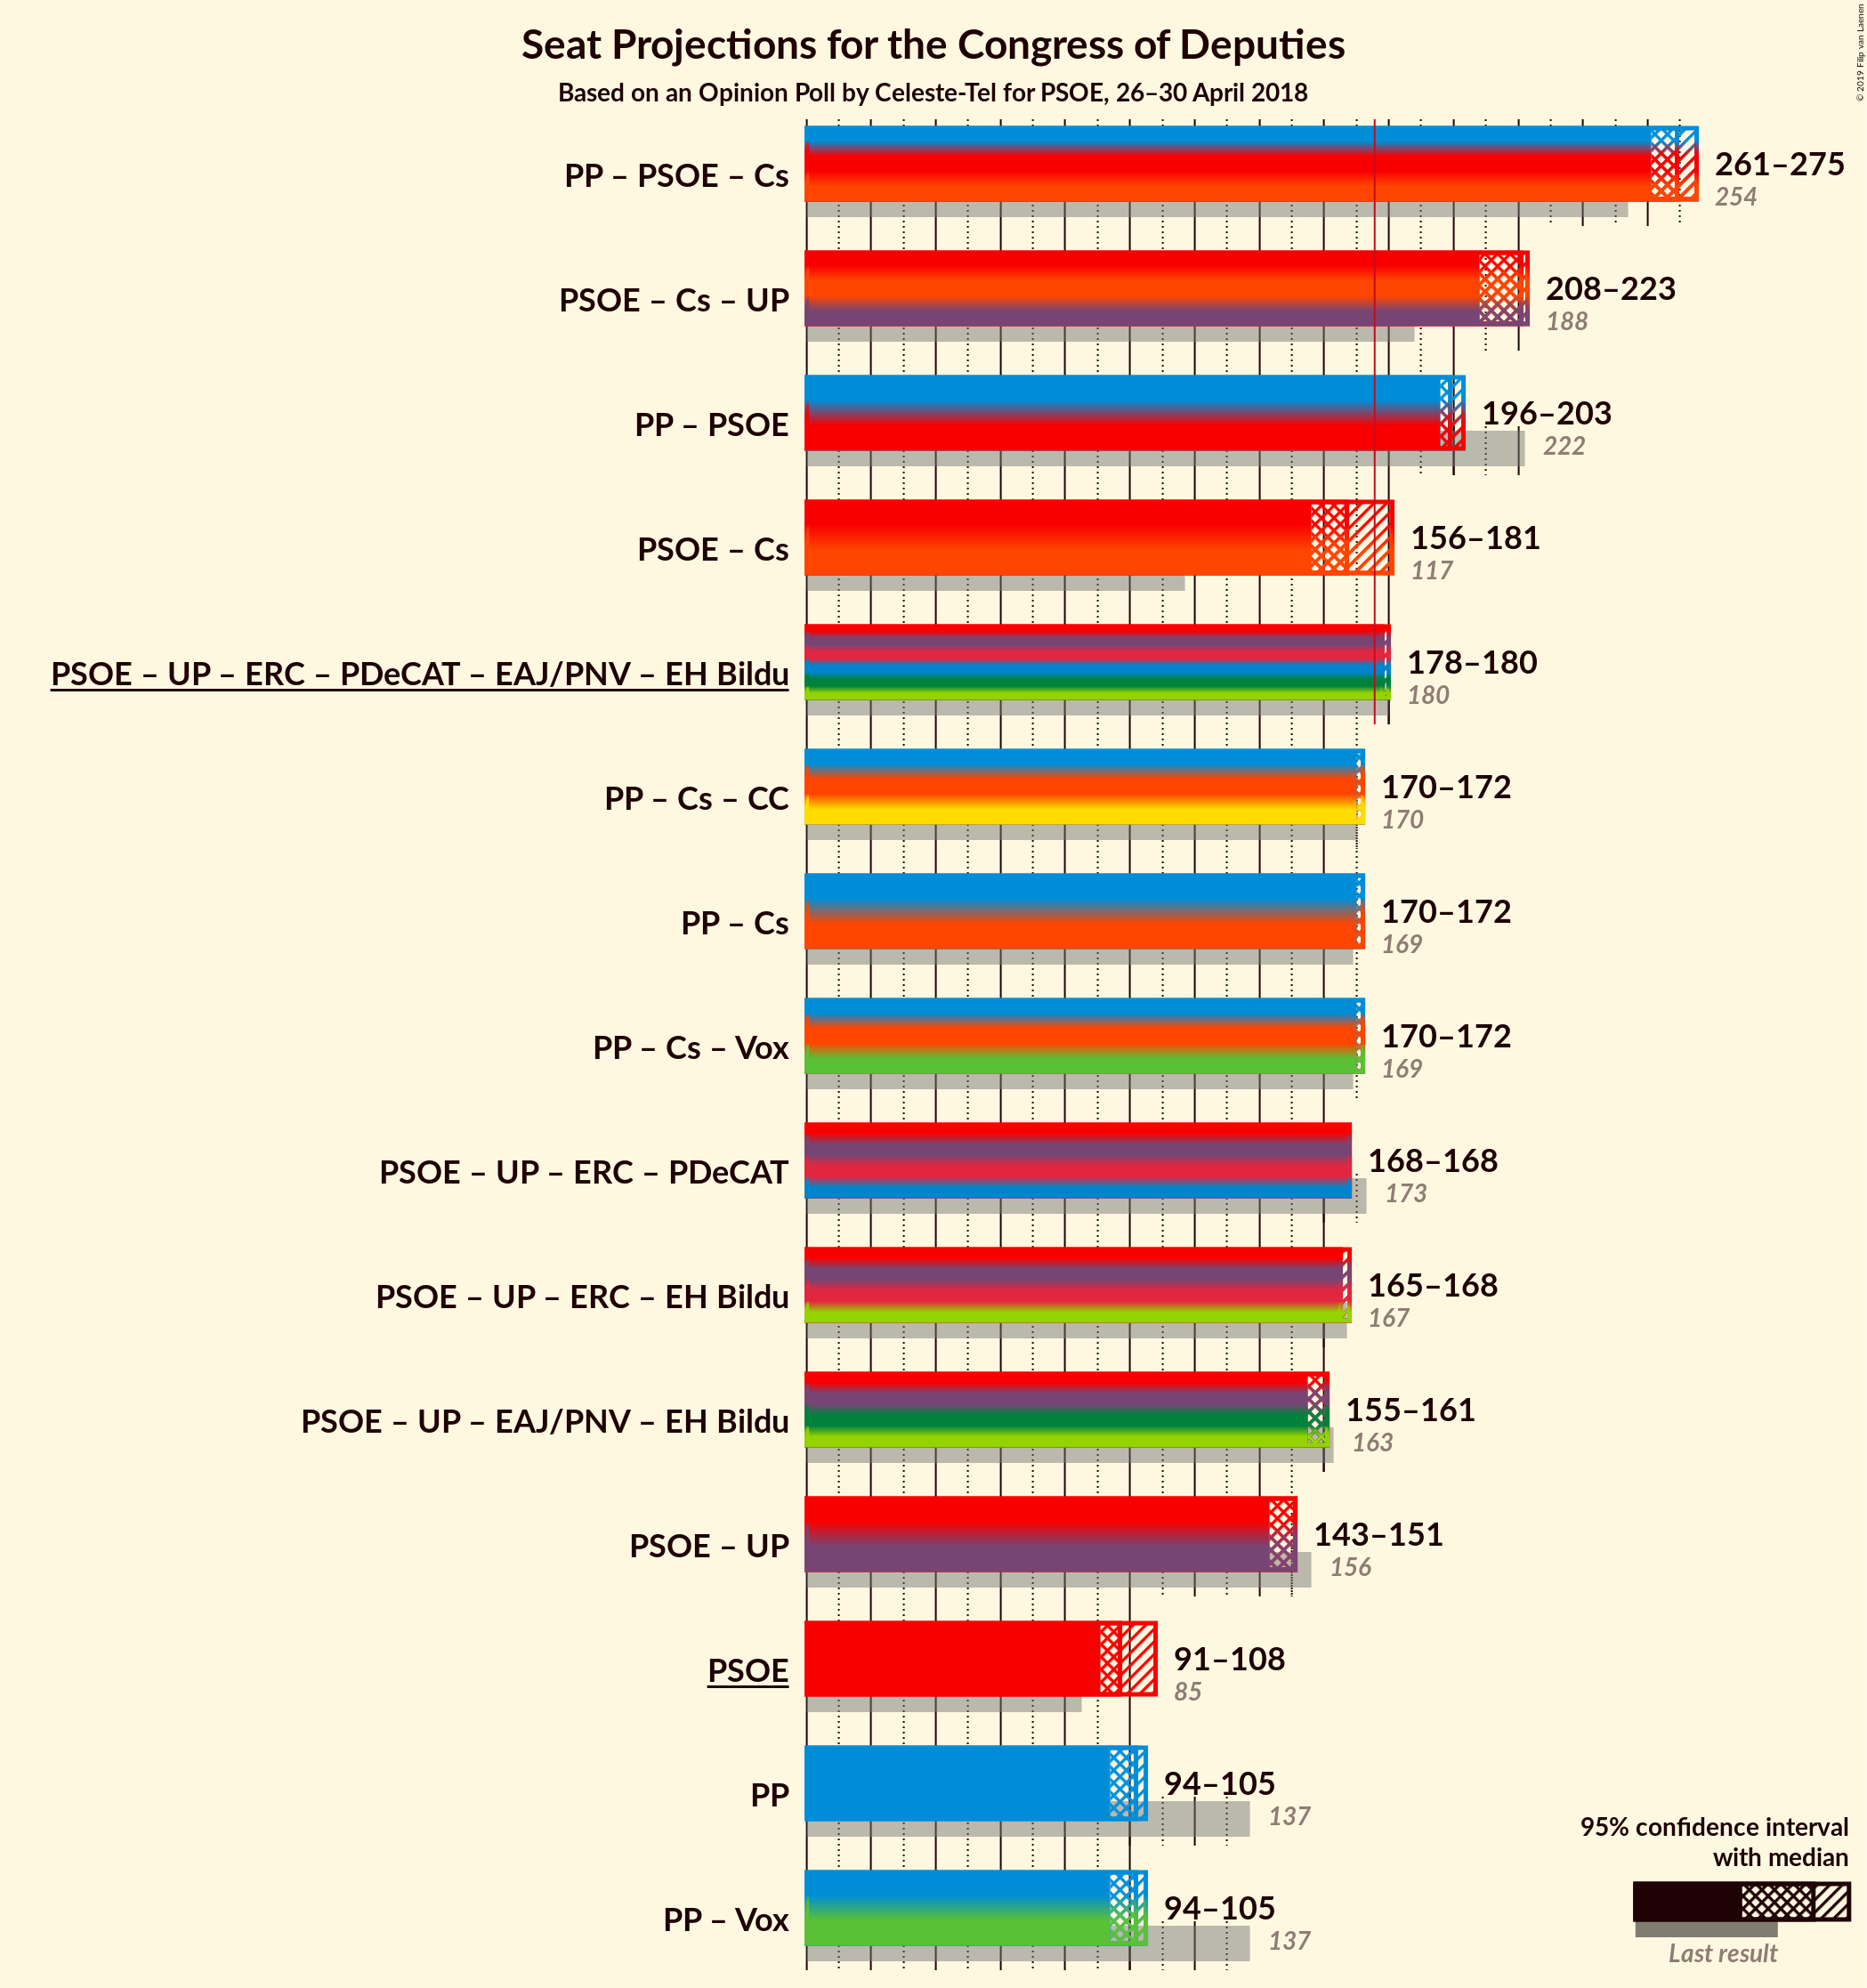 Seat Projections for the Congress of Deputies
Based on an Opinion Poll by Celeste-Tel for PSOE, 26–30 April 2018
© 2019 Filip van Laenen
PP – PSOE – Cs
261–275
254
PSOE – Cs – UP
208–223
188
PP – PSOE
196–203
222
PSOE – Cs
156–181
117
PSOE – UP – ERC – PDeCAT – EAJ/PNV – EH Bildu
178–180
180
PP – Cs – CC
170–172
170
PP – Cs
170–172
169
PP – Cs – Vox
170–172
169
PSOE – UP – ERC – PDeCAT
168–168
173
PSOE – UP – ERC – EH Bildu
165–168
167
PSOE – UP – EAJ/PNV – EH Bildu
155–161
163
PSOE – UP
143–151
156
PSOE
91–108
85
PP
94–105
137
PP – Vox
94–105
137
95% confidence interval
with median
Last result